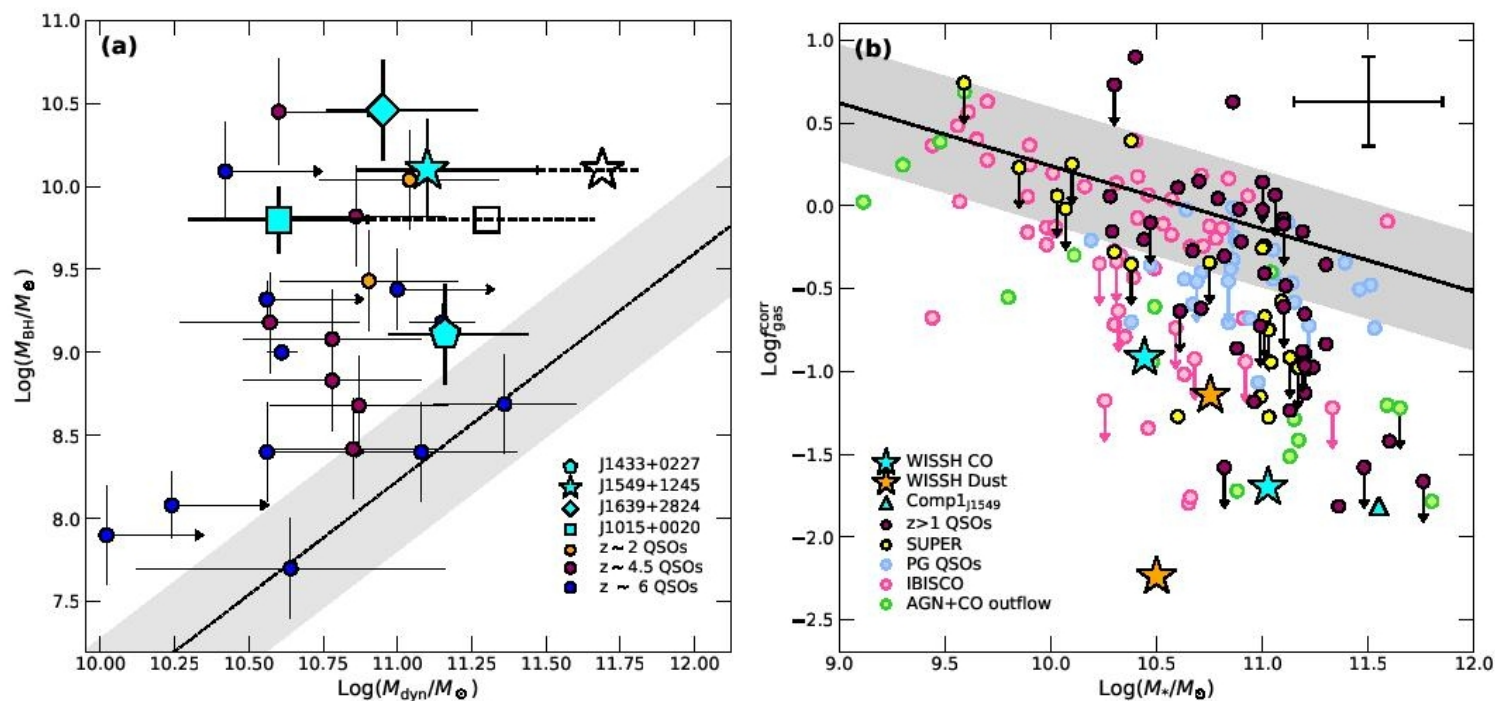 (a)
11.0
10.5
10.0
9.5
9.0
8.5
8.0
7.5
Log(M_BH/M_⊙)
10.00 10.25 10.50 10.75 11.00 11.25 11.50 11.75 12.00
Log(M_dyn/M_⊙)
J1433+0227
J1549+1245
J1639+2824
J1015+0020
z ~ 2 QSOs
z ~ 4.5 QSOs
z ~ 6 QSOs
(b)
1.0
0.5
0.0
−0.5
−1.0
−1.5
−2.0
−2.5
Logf_gas^corr
9.0 9.5 10.0 10.5 11.0 11.5 12.0
Log(M_*/M_⊙)
WISSH CO
WISSH Dust
Comp1_J1549
z>1 QSOs
SUPER
PG QSOs
IBISCO
AGN+CO outflow